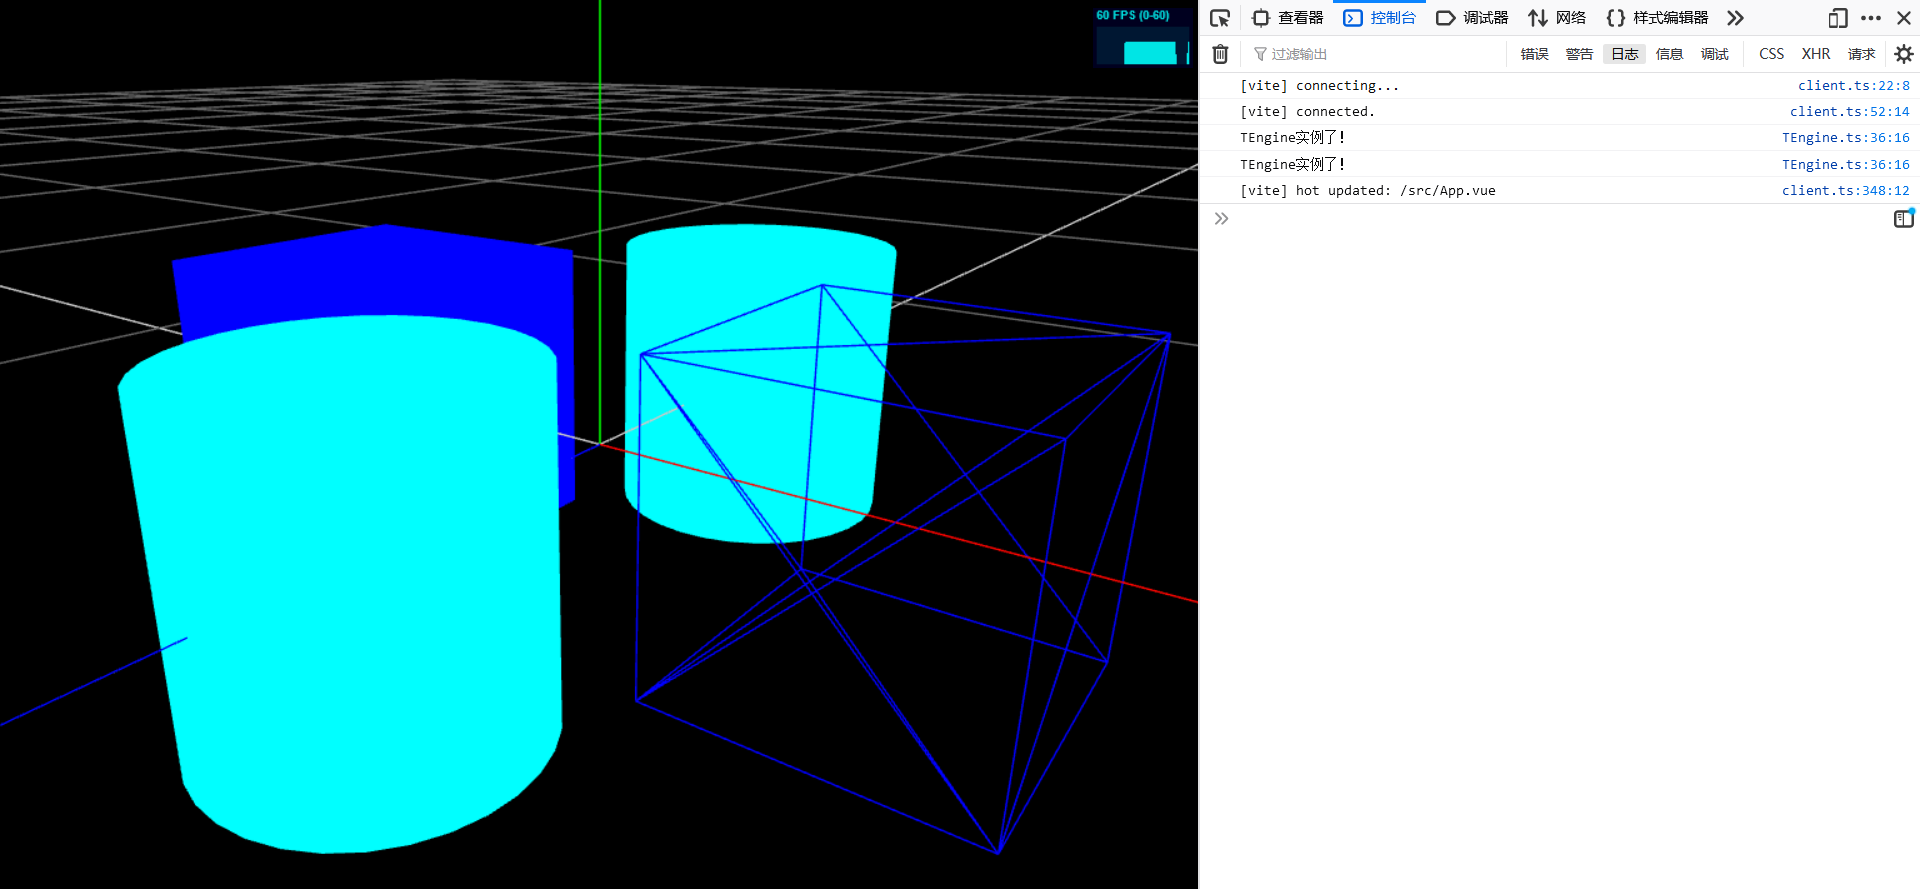 60 FPS (0-60)
查看器 控制台 调试器 网络 样式编辑器
过滤输出 错误 警告 日志 信息 调试 CSS XHR 请求
[vite] connecting... client.ts:22:8
[vite] connected. client.ts:52:14
TEngine实例了! TEngine.ts:36:16
TEngine实例了! TEngine.ts:36:16
[vite] hot updated: /src/App.vue client.ts:348:12